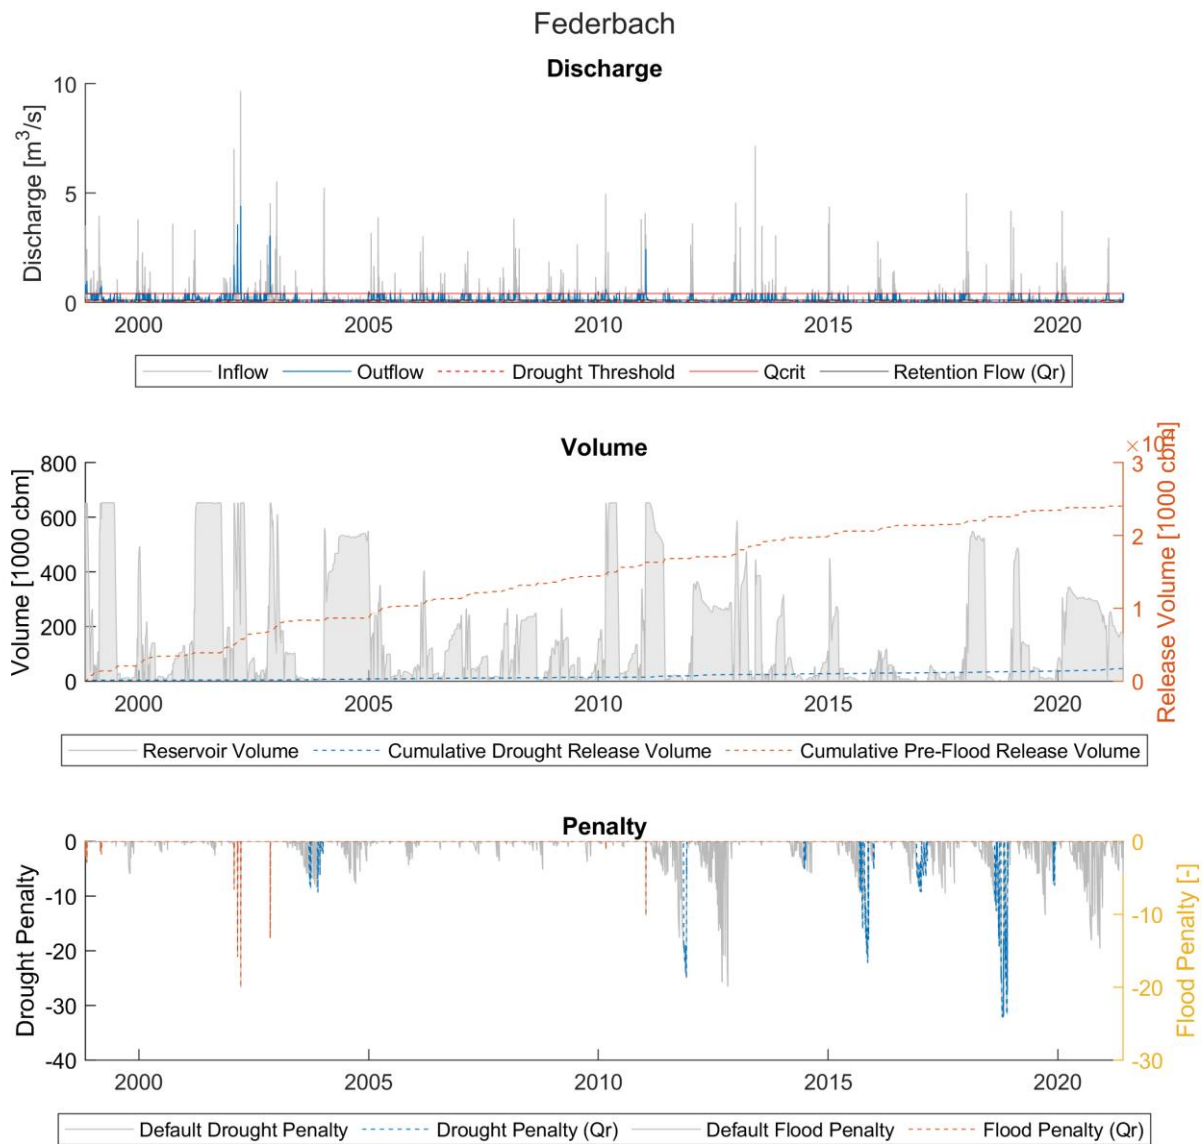 Federbach
Discharge
Discharge [m³/s]
10
5
0
2000 2005 2010 2015 2020
Inflow Outflow Drought Threshold Qcrit Retention Flow (Qr)
Volume
Volume [1000 cbm]
800
600
400
200
0
Release Volume [1000 cbm]
3
2
1
0
2000 2005 2010 2015 2020
Reservoir Volume Cumulative Drought Release Volume Cumulative Pre-Flood Release Volume
Penalty
Drought Penalty
-0
-10
-20
-30
-40
Flood Penalty [-]
0
-10
-20
-30
2000 2005 2010 2015 2020
Default Drought Penalty Drought Penalty (Qr) Default Flood Penalty Flood Penalty (Qr)